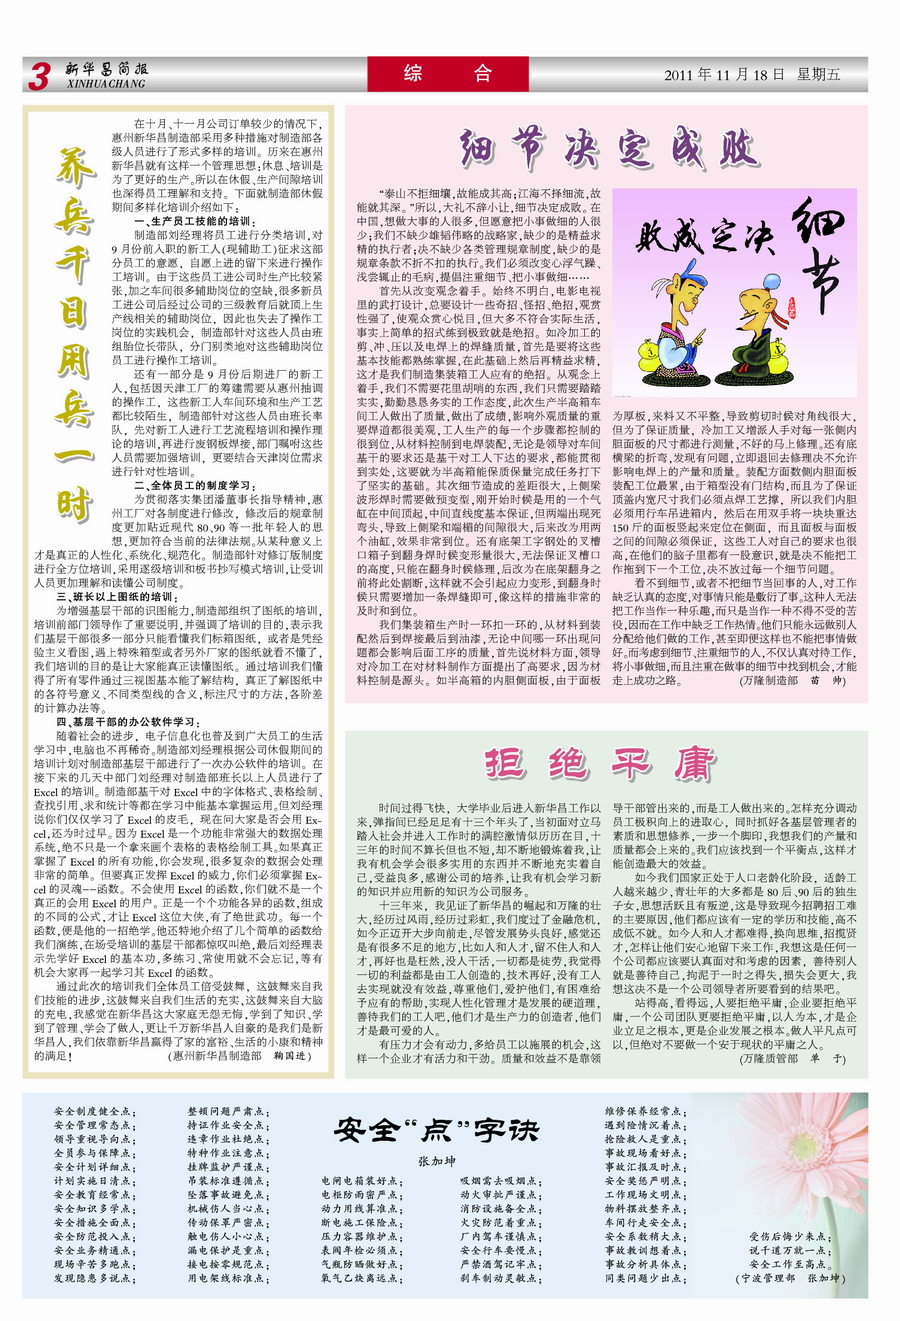 3
新华昌简报
XINHUACHANG
综 合
2011 年 11 月 18 日 星期五
养兵千日用兵一时
在十月、十一月公司订单较少的情况下，
惠州新华昌制造部采用多种措施对制造部各
级人员进行了形式多样的培训。历来在惠州
新华昌就有这样一个管理思想：休息、培训是
为了更好的生产。所以在休假、生产间隙培训
也深得员工理解和支持。下面就制造部休假
期间多样化培训介绍如下：
一、生产员工技能的培训：
制造部刘经理将员工进行分类培训，对
9 月份前入职的新工人(现辅助工)征求这部
分员工的意愿，自愿上进的留下来进行操作
工培训。由于这些员工进公司时生产比较紧
张，加之车间很多辅助岗位的空缺，很多新员
工进公司后经过公司的三级教育后就顶上生
产线相关的辅助岗位，因此也失去了操作工
岗位的实践机会，制造部针对这些人员由班
组胎位长带队，分门别类地对这些辅助岗位
员工进行操作工培训。
还有一部分是 9 月份后期进厂的新工
人，包括因天津工厂的筹建需要从惠州抽调
的操作工，这些新工人车间环境和生产工艺
都比较陌生，制造部针对这些人员由班长率
队，先对新工人进行工艺流程培训和操作理
论的培训，再进行废钢板焊接，部门嘱咐这些
人员需要加强培训，更要结合天津岗位需求
进行针对性培训。
二、全体员工的制度学习：
为贯彻落实集团潘董事长指导精神，惠
州工厂对各制度进行修改，修改后的规章制
度更加贴近现代 80、90 等一批年轻人的思
想，更加符合当前的法律法规。从某种意义上
才是真正的人性化、系统化、规范化。制造部针对修订版制度
进行全方位培训，采用逐级培训和板书抄写模式培训，让受训
人员更加理解和读懂公司制度。
三、班长以上图纸的培训：
为增强基层干部的识图能力，制造部组织了图纸的培训，
培训前部门领导作了重要说明，并强调了培训的目的，表示我
们基层干部很多一部分只能看懂我们标箱图纸，或者是凭经
验主义看图，遇上特殊箱型或者另外厂家的图纸就看不懂了，
我们培训的目的是让大家能真正读懂图纸。通过培训我们懂
得了所有零件通过三视图基本能了解结构，真正了解图纸中
的各符号意义、不同类型线的含义，标注尺寸的方法，各阶差
的计算办法等。
四、基层干部的办公软件学习：
随着社会的进步，电子信息化也普及到广大员工的生活
学习中，电脑也不再稀奇。制造部刘经理根据公司休假期间的
培训计划对制造部基层干部进行了一次办公软件的培训。在
接下来的几天中部门刘经理对制造部班长以上人员进行了
Excel 的培训。制造部基干对 Excel 中的字体格式、表格绘制、
查找引用、求和统计等都在学习中能基本掌握运用。但刘经理
说你们仅仅学习了 Excel 的皮毛，现在问大家是否会用 Ex-
cel，还为时过早。因为 Excel 是一个功能非常强大的数据处理
系统，绝不只是一个拿来画个表格的表格绘制工具。如果真正
掌握了 Excel 的所有功能，你会发现，很多复杂的数据会处理
非常的简单。但要真正发挥 Excel 的威力，你们必须掌握 Ex-
cel 的灵魂——函数。不会使用 Excel 的函数，你们就不是一个
真正的会用 Excel 的用户。正是一个个功能各异的函数，组成
的不同的公式，才让 Excel 这位大侠，有了绝世武功。每一个
函数，便是他的一招绝学。他还特地介绍了几个简单的函数给
我们演练，在场受培训的基层干部都惊叹叫绝，最后刘经理表
示先学好 Excel 的基本功，多练习、常使用就不会忘记，等有
机会大家再一起学习其 Excel 的函数。
通过此次的培训我们全体员工倍受鼓舞，这鼓舞来自我
们技能的进步，这鼓舞来自我们生活的充实，这鼓舞来自大脑
的充电，我感觉在新华昌这大家庭无怨无悔，学到了知识、学
到了管理、学会了做人，更让千万新华昌人自豪的是我们是新
华昌人，我们依靠新华昌赢得了家的富裕、生活的小康和精神
的满足！ (惠州新华昌制造部 鞠国进)
细节决定成败
“泰山不拒细壤，故能成其高；江海不择细流，故
能就其深。”所以，大礼不辞小让，细节决定成败。在
中国，想做大事的人很多，但愿意把小事做细的人很
少；我们不缺少雄韬伟略的战略家，缺少的是精益求
精的执行者；决不缺少各类管理规章制度，缺少的是
规章条款不折不扣的执行。我们必须改变心浮气躁、
浅尝辄止的毛病，提倡注重细节、把小事做细……
首先从改变观念着手。始终不明白，电影电视
里的武打设计，总要设计一些奇招、怪招、绝招，观赏
性强了，使观众赏心悦目，但大多不符合实际生活，
事实上简单的招式练到极致就是绝招。如冷加工的
剪、冲、压以及电焊上的焊缝质量，首先是要将这些
基本技能都熟练掌握，在此基础上然后再精益求精，
这才是我们制造集装箱工人应有的绝招。从观念上
着手，我们不需要花里胡哨的东西，我们只需要踏踏
实实，勤勤恳恳务实的工作态度，此次生产半高箱车
间工人做出了质量，做出了成绩，影响外观质量的重
要焊道都很美观，工人生产的每一个步骤都控制的
很到位，从材料控制到电焊装配，无论是领导对车间
基干的要求还是基干对工人下达的要求，都能贯彻
到实处，这要就为半高箱能保质保量完成任务打下
了坚实的基础。其次细节造成的差距很大，上侧梁
波形焊时需要做预变型，刚开始时候是用的一个气
缸在中间顶起，中间直线度基本保证，但两端出现死
弯头，导致上侧梁和端楣的间隙很大，后来改为用两
个油缸，效果非常到位。还有底架工字钢处的叉槽
口箱子到翻身焊时候变形量很大，无法保证叉槽口
的高度，只能在翻身时候修理，后改为在底架翻身之
前将此处割断，这样就不会引起应力变形，到翻身时
候只需要增加一条焊缝即可，像这样的措施非常的
及时和到位。
我们集装箱生产时一环扣一环的，从材料到装
配然后到焊接最后到油漆，无论中间哪一环出现问
题都会影响后面工序的质量，首先说材料方面，领导
对冷加工在对材料制作方面提出了高要求，因为材
料控制是源头。如半高箱的内胆侧面板，由于面板
细节
决定成败
为厚板，来料又不平整，导致剪切时候对角线很大，
但为了保证质量，冷加工又增派人手对每一张侧内
胆面板的尺寸都进行测量，不好的马上修理。还有底
横梁的折弯，发现有问题，立即退回去修理决不允许
影响电焊上的产量和质量。装配方面数侧内胆面板
装配工位最累，由于箱型没有门结构，而且为了保证
顶盖内宽尺寸我们必须点焊工艺撑，所以我们内胆
必须用行车吊进箱内，然后在用双手将一块块重达
150 斤的面板竖起来定位在侧面，而且面板与面板
之间的间隙必须保证，这些工人对自己的要求也很
高，在他们的脑子里都有一段意识，就是决不能把工
作拖到下一个工位，决不放过每一个细节问题。
看不到细节，或者不把细节当回事的人，对工作
缺乏认真的态度，对事情只能是敷衍了事。这种人无法
把工作当作一种乐趣，而只是当作一种不得不受的苦
役，因而在工作中缺乏工作热情。他们只能永远做别人
分配给他们做的工作，甚至即便这样也不能把事情做
好。而考虑到细节、注重细节的人，不仅认真对待工作，
将小事做细，而且注重在做事的细节中找到机会，才能
走上成功之路。 (万隆制造部 苗 帅)
拒绝平庸
时间过得飞快，大学毕业后进入新华昌工作以
来，弹指间已经足足有十三个年头了，当初面对立马
踏入社会并进入工作时的满腔激情似历历在目，十
三年的时间不算长但也不短，却不断地锻炼着我，让
我有机会学会很多实用的东西并不断地充实着自
己，受益良多，感谢公司的培养，让我有机会学习新
的知识并应用新的知识为公司服务。
十三年来，我见证了新华昌的崛起和万隆的壮
大，经历过风雨，经历过彩虹，我们度过了金融危机，
如今正迈开大步向前走，尽管发展势头良好，感觉还
是有很多不足的地方，比如人和人才，留不住人和人
才，再好也是枉然，没人干活，一切都是徒劳，我觉得
一切的利益都是由工人创造的，技术再好，没有工人
去实现就没有效益，尊重他们，爱护他们，有困难给
予应有的帮助，实现人性化管理才是发展的硬道理，
善待我们的工人吧，他们才是生产力的创造者，他们
才是最可爱的人。
有压力才会有动力，多给员工以施展的机会，这
样一个企业才有活力和干劲。质量和效益不是靠领
导干部管出来的，而是工人做出来的。怎样充分调动
员工极积向上的进取心，同时抓好各基层管理者的
素质和思想修养，一步一个脚印，我想我们的产量和
质量都会上来的。我们应该找到一个平衡点，这样才
能创造最大的效益。
如今我们国家正处于人口老龄化阶段，适龄工
人越来越少，青壮年的大多都是 80 后、90 后的独生
子女，思想活跃且有叛逆，这是导致现今招聘招工难
的主要原因，他们都应该有一定的学历和技能，高不
成低不就。如今人和人才都难得，换向思维，招揽贤
才，怎样让他们安心地留下来工作，我想这是任何一
个公司都应该要认真面对和考虑的因素，善待别人
就是善待自己，拘泥于一时之得失，损失会更大，我
想这决不是一个公司领导者所要看到的结果吧。
站得高，看得远，人要拒绝平庸，企业要拒绝平
庸，一个公司团队更要拒绝平庸，以人为本，才是企
业立足之根本，更是企业发展之根本。做人平凡点可
以，但绝对不要做一个安于现状的平庸之人。
(万隆质管部 单 于)
安全“点”字诀
张加坤
安全制度健全点；
安全管理常态点；
领导重视导向点；
全员参与保障点；
安全计划详细点；
计划实施日清点；
安全教育经常点；
安全知识多学点；
安全措施全面点；
安全防范投入点；
安全业务精通点；
现场辛苦多跑点；
发现隐患多说点；
整顿问题严肃点；
持证作业安全点；
违章作业杜绝点；
特种作业注意点；
挂牌监护严谨点；
吊装标准遵循点；
坠落事故避免点；
机械伤人当心点；
传动保罩严密点；
触电伤人小心点；
漏电保护是重点；
接电按零规范点；
用电架线标准点；
电闸电箱装好点；
电柜防雨密严点；
动力用线算准点；
断电施工保险点；
压力容器维护点；
表阀年检必须点；
气瓶防晒做好点；
氧气乙炔离远点；
吸烟需去吸烟点；
动火审批严谨点；
消防设施备全点；
火灾防范着重点；
厂内驾车谨慎点；
安全行车要慢点；
严禁酒驾记牢点；
刹车制动灵敏点；
维修保养经常点；
遇到险情沉着点；
抢险救人是重点；
事故现场看好点；
事故汇报及时点；
安全奖惩严明点；
工作现场文明点；
物料摆放整齐点；
车间行走安全点；
安全系数稍大点；
事故教训想着点；
事故分析具体点；
同类问题少出点；
受伤后悔少来点；
说千道万就一点；
安全工作至高点。
(宁波管理部 张加坤)